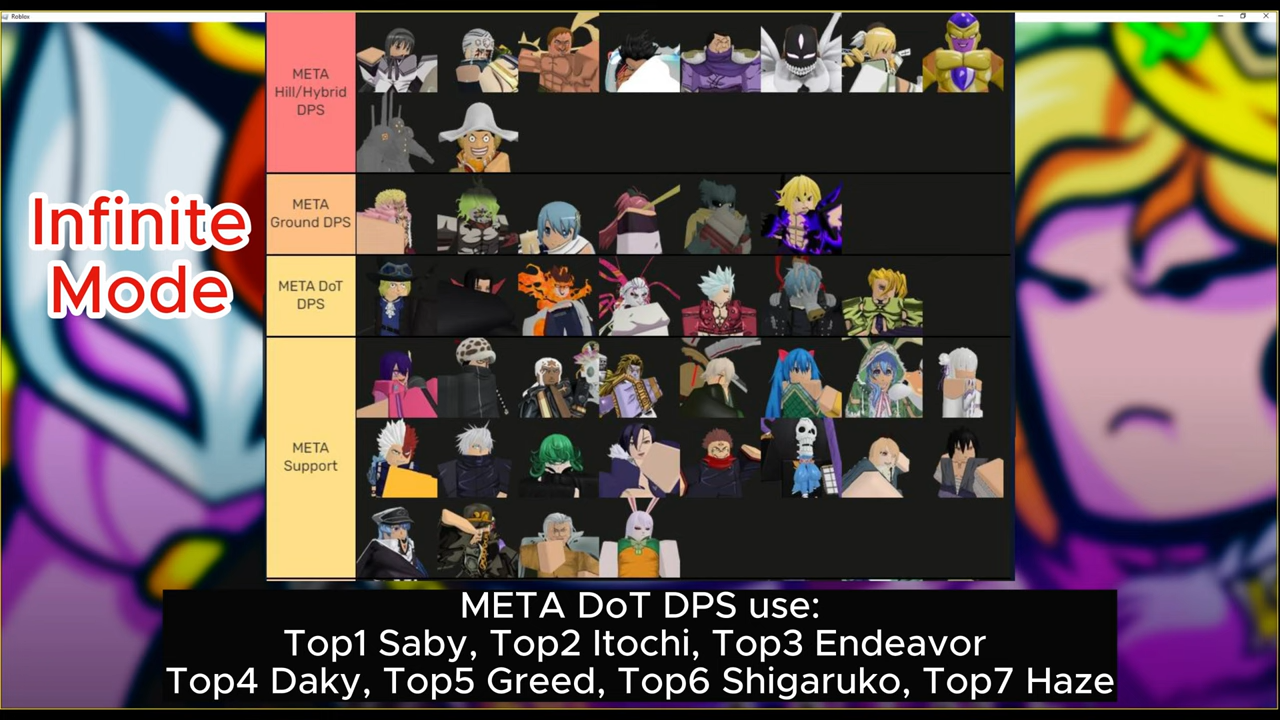 Roblox
META
Hill/Hybrid
DPS
META
Ground DPS
META DoT
DPS
META
Support
Infinite
Mode
META DoT DPS use:
Top1 Saby, Top2 Itochi, Top3 Endeavor
Top4 Daky, Top5 Greed, Top6 Shigaruko, Top7 Haze